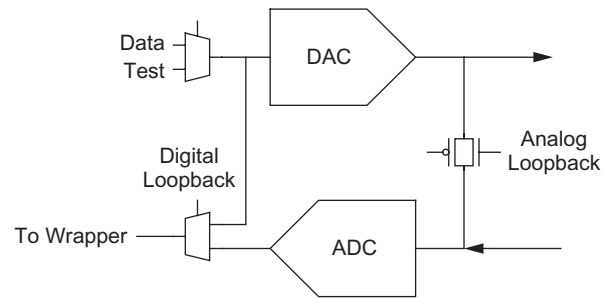 Data
Test
DAC
Digital
Loopback
Analog
Loopback
To Wrapper
ADC